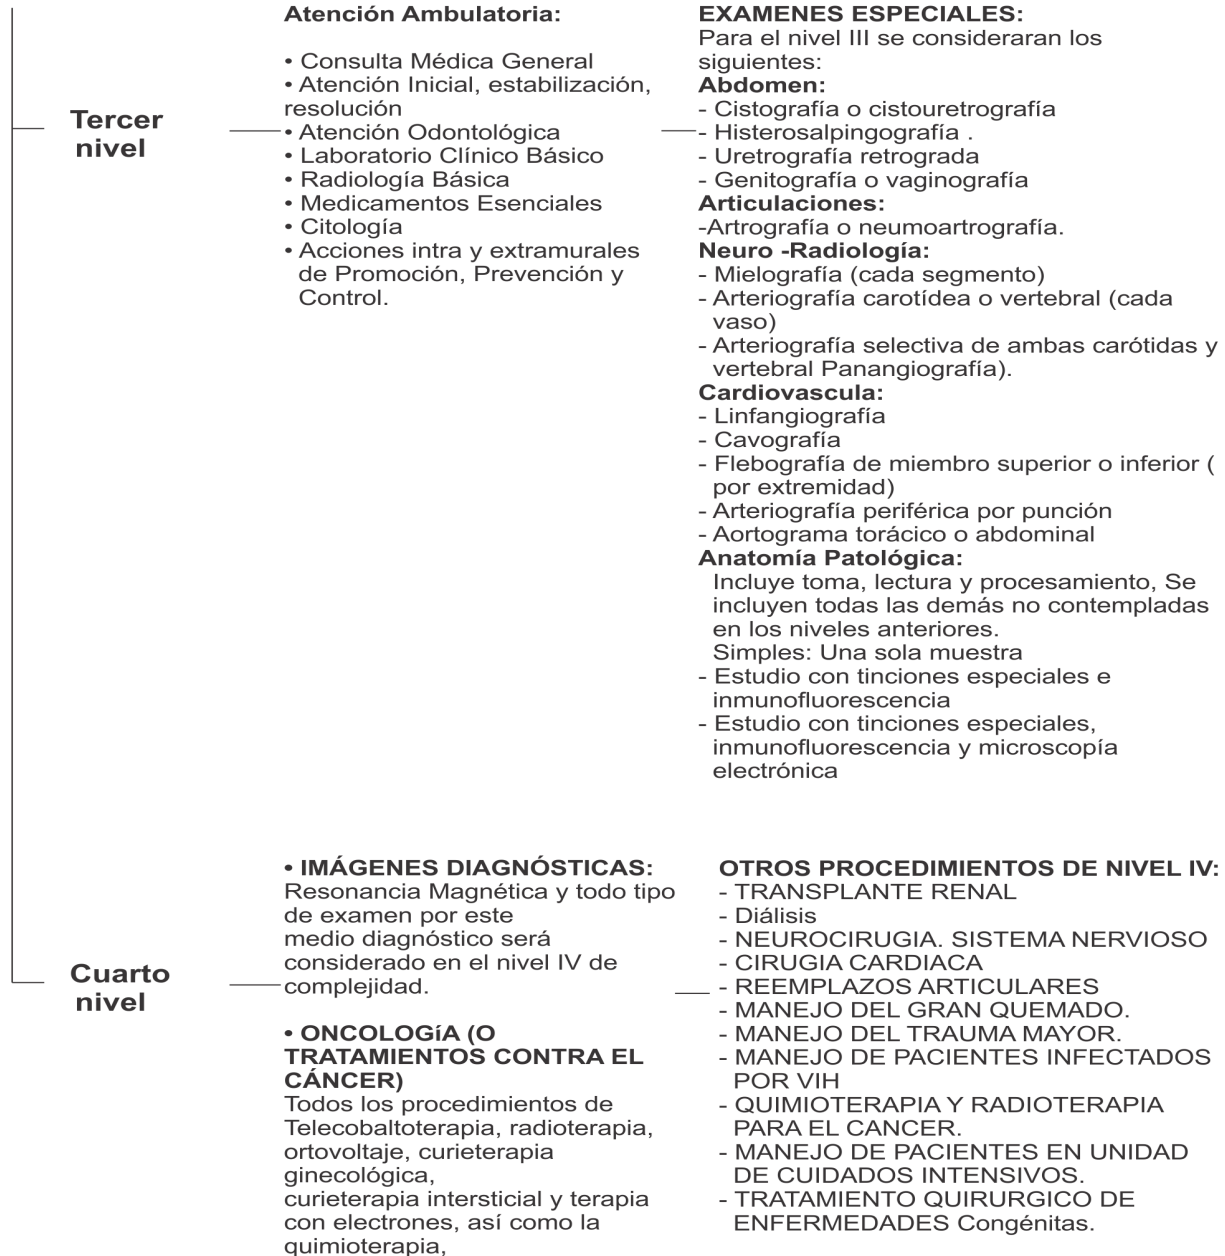 Tercer
nivel
Atención Ambulatoria:
• Consulta Médica General
• Atención Inicial, estabilización,
resolución
• Atención Odontológica
• Laboratorio Clínico Básico
• Radiología Básica
• Medicamentos Esenciales
• Citología
• Acciones intra y extramurales
de Promoción, Prevención y
Control.
EXAMENES ESPECIALES:
Para el nivel III se consideraran los
siguientes:
Abdomen:
- Cistografía o cistouretrografía
- Histerosalpingografía .
- Uretrografía retrograda
- Genitografía o vaginografía
Articulaciones:
-Artrografía o neumoartrografía.
Neuro -Radiología:
- Mielografía (cada segmento)
- Arteriografía carotídea o vertebral (cada
vaso)
- Arteriografía selectiva de ambas carótidas y
vertebral Panangiografía).
Cardiovascula:
- Linfangiografía
- Cavografía
- Flebografía de miembro superior o inferior (
por extremidad)
- Arteriografía periférica por punción
- Aortograma torácico o abdominal
Anatomía Patológica:
Incluye toma, lectura y procesamiento, Se
incluyen todas las demás no contempladas
en los niveles anteriores.
Simples: Una sola muestra
- Estudio con tinciones especiales e
inmunofluorescencia
- Estudio con tinciones especiales,
inmunofluorescencia y microscopía
electrónica
Cuarto
nivel
• IMÁGENES DIAGNÓSTICAS:
Resonancia Magnética y todo tipo
de examen por este
medio diagnóstico será
considerado en el nivel IV de
complejidad.
• ONCOLOGíA (O
TRATAMIENTOS CONTRA EL
CÁNCER)
Todos los procedimientos de
Telecobaltoterapia, radioterapia,
ortovoltaje, curieterapia
ginecológica,
curieterapia intersticial y terapia
con electrones, así como la
quimioterapia,
OTROS PROCEDIMIENTOS DE NIVEL IV:
- TRANSPLANTE RENAL
- Diálisis
- NEUROCIRUGIA. SISTEMA NERVIOSO
- CIRUGIA CARDIACA
- REEMPLAZOS ARTICULARES
- MANEJO DEL GRAN QUEMADO.
- MANEJO DEL TRAUMA MAYOR.
- MANEJO DE PACIENTES INFECTADOS
POR VIH
- QUIMIOTERAPIA Y RADIOTERAPIA
PARA EL CANCER.
- MANEJO DE PACIENTES EN UNIDAD
DE CUIDADOS INTENSIVOS.
- TRATAMIENTO QUIRURGICO DE
ENFERMEDADES Congénitas.